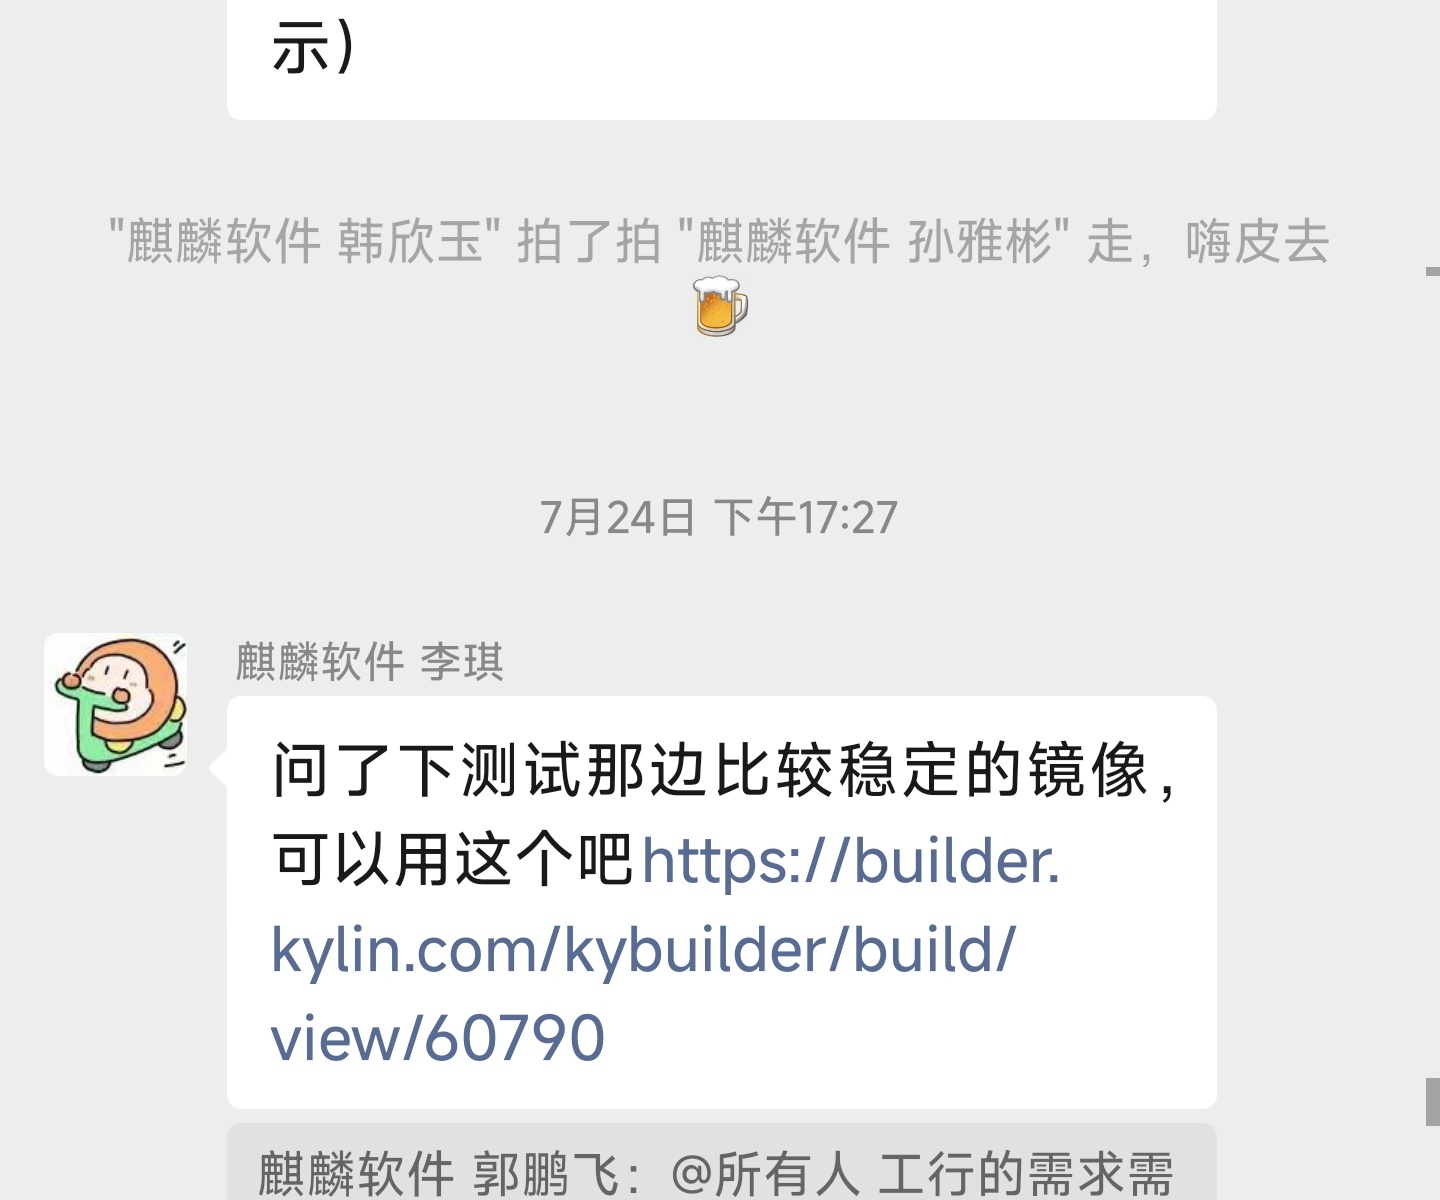 示)
"麒麟软件 韩欣玉" 拍了拍 "麒麟软件 孙雅彬" 走，嗨皮去
🍺
7月24日 下午17:27
麒麟软件 李琪
问了下测试那边比较稳定的镜像，
可以用这个吧https://builder.
kylin.com/kybuilder/build/
view/60790
麒麟软件 郭鹏飞：@所有人 工行的需求需